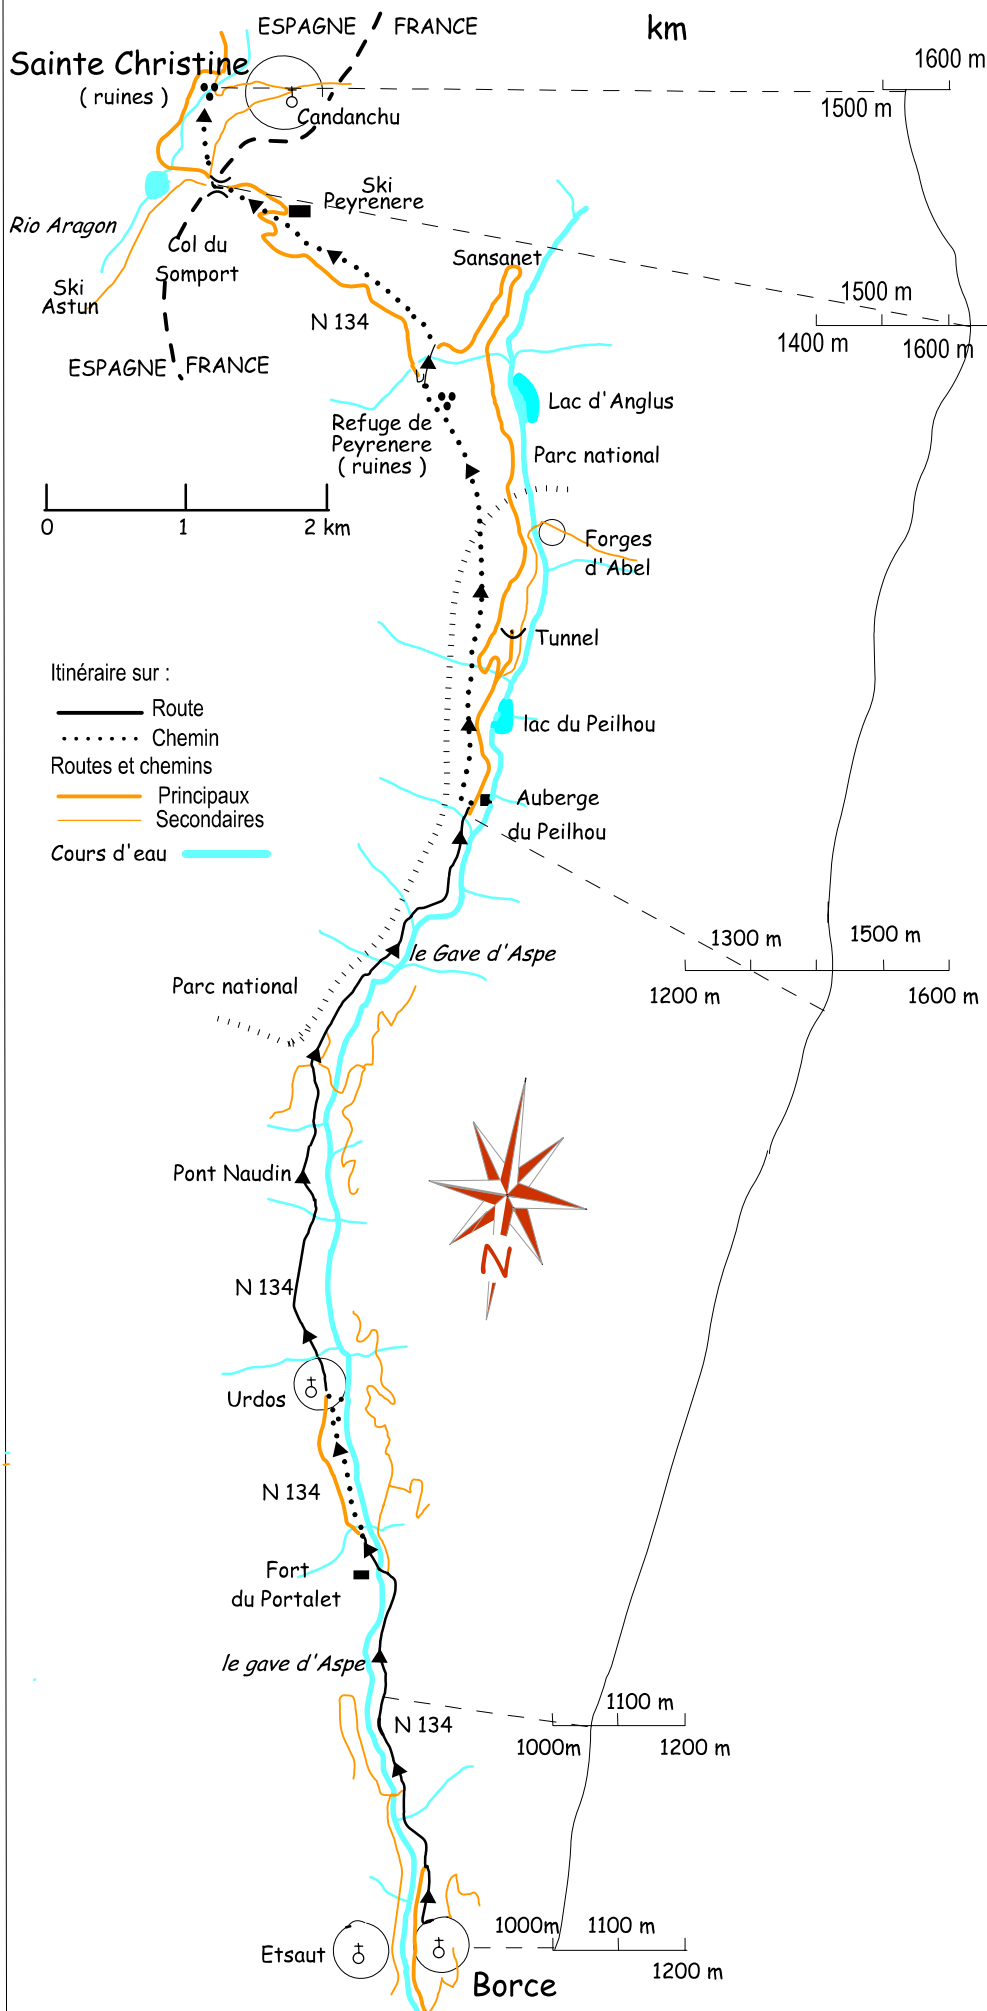 ESPAGNE FRANCE
km
Sainte Christine
( ruines )
Candanchu
1600 m
1500 m
Ski
Peyrenere
Rio Aragon
Col du
Somport
Sansanet
Ski
Astun
N 134
1500 m
1400 m
1600 m
ESPAGNE FRANCE
Lac d'Anglus
Refuge de
Peyrenere
( ruines )
Parc national
0 1 2 km
Forges
d'Abel
Tunnel
Itinéraire sur :
Route
Chemin
Routes et chemins
Principaux
Secondaires
Cours d'eau
lac du Peilhou
Auberge
du Peilhou
le Gave d'Aspe
1300 m
1500 m
1200 m
1600 m
Parc national
Pont Naudin
N
N 134
Urdos
N 134
Fort
du Portalet
le gave d'Aspe
N 134
1100 m
1000m
1200 m
1000m
1100 m
1200 m
Etsaut
Borce